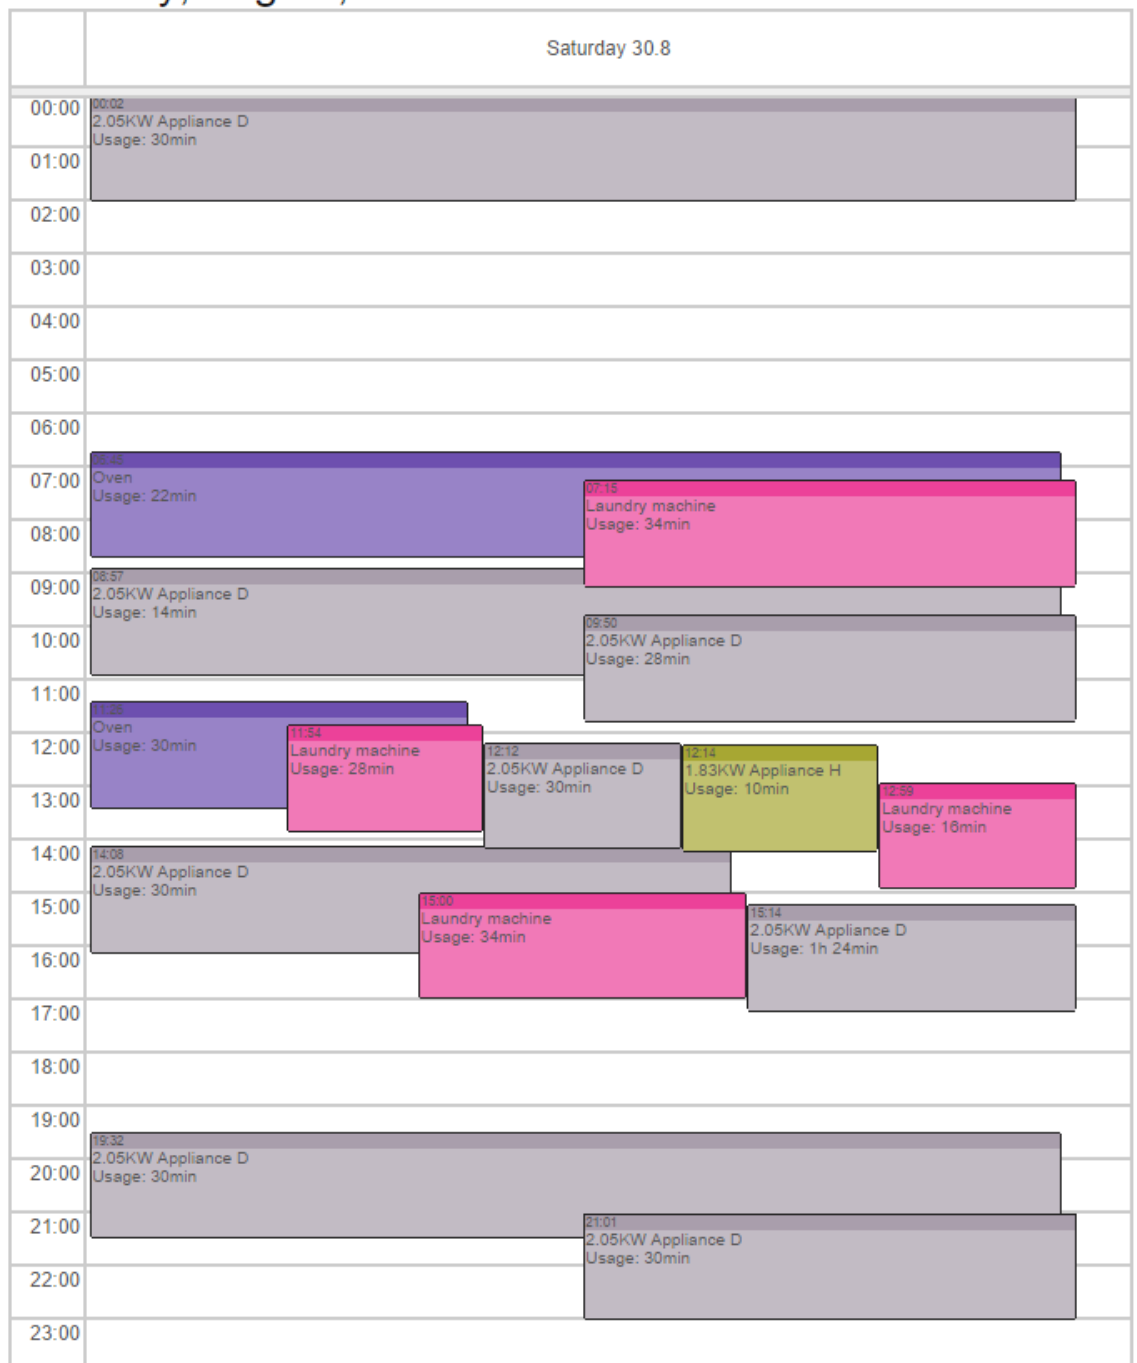 Saturday 30.8
00:00
00:02
2.05KW Appliance D
Usage: 30min
01:00
02:00
03:00
04:00
05:00
06:00
06:45
07:00
Oven
Usage: 22min
07:15
Laundry machine
Usage: 34min
08:00
08:57
09:00
2.05KW Appliance D
Usage: 14min
09:50
10:00
2.05KW Appliance D
Usage: 28min
11:00
Oven
Usage: 30min
11:54
12:00
Laundry machine
Usage: 28min
12:12
2.05KW Appliance D
Usage: 30min
12:14
1.83KW Appliance H
Usage: 10min
12:59
13:00
Laundry machine
Usage: 16min
14:00
14:08
2.05KW Appliance D
Usage: 30min
15:00
15:00
Laundry machine
Usage: 34min
15:14
2.05KW Appliance D
Usage: 1h 24min
16:00
17:00
18:00
19:00
19:32
2.05KW Appliance D
Usage: 30min
20:00
21:00
21:01
2.05KW Appliance D
Usage: 30min
22:00
23:00